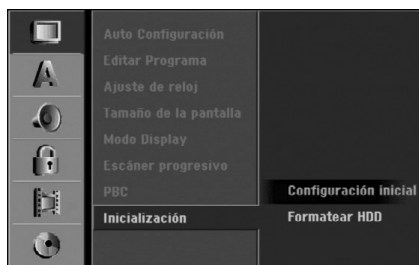 Auto Configuración
Editar Programa
Ajuste de reloj
Tamaño de la pantalla
Modo Display
Escáner progresivo
PBC
Inicialización
Configuración inicial
Formatear HDD
A